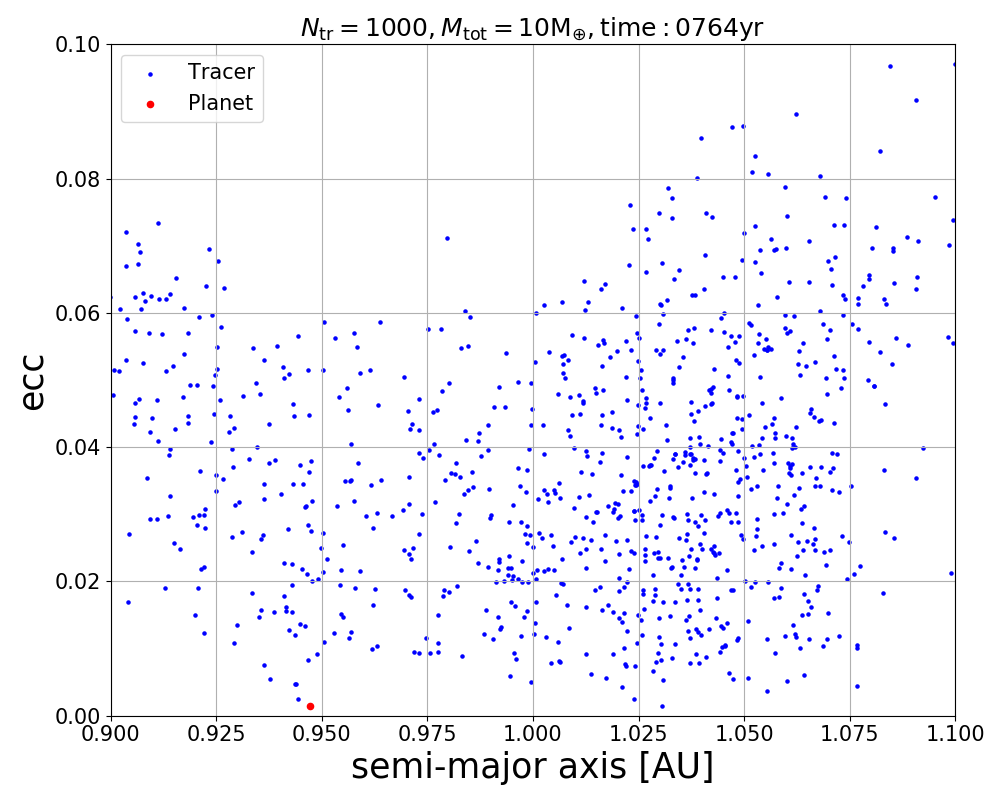 N_tr = 1000, M_tot = 10M_⊕, time : 0764yr
Tracer
Planet
0.10
0.08
0.06
0.04
0.02
0.00
ecc
0.900 0.925 0.950 0.975 1.000 1.025 1.050 1.075 1.100
semi-major axis [AU]